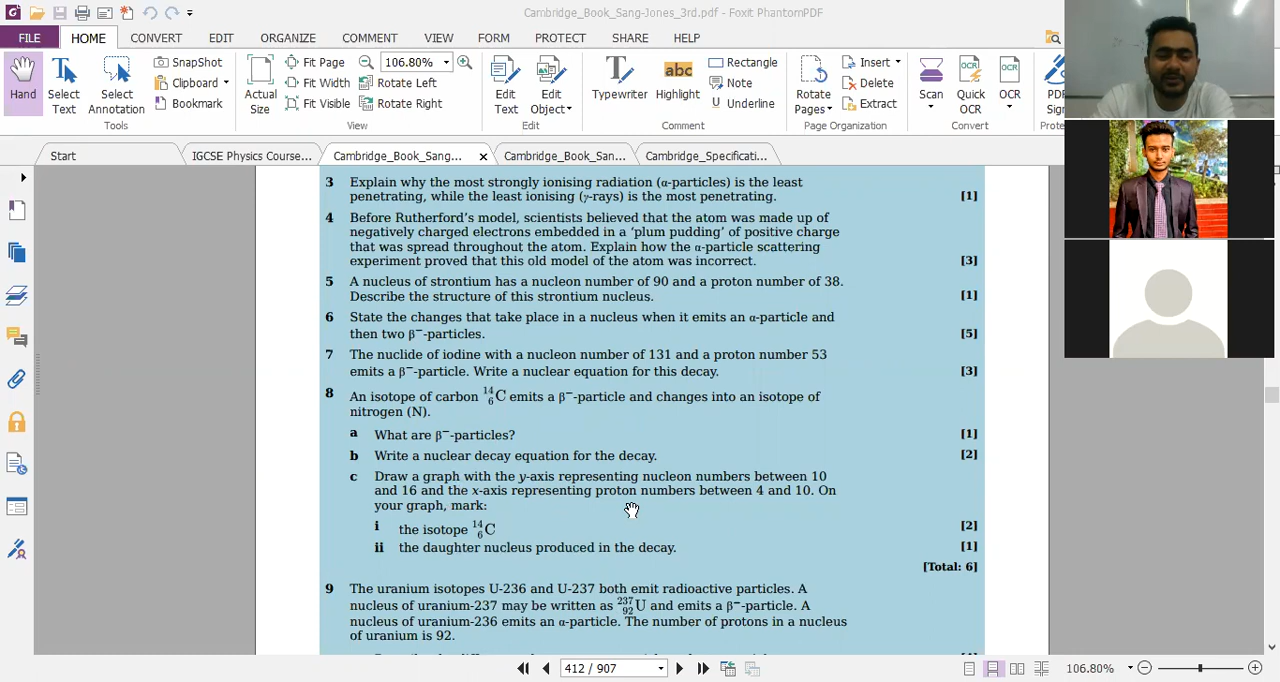 Cambridge_Book_Sang-Jones_3rd.pdf - Foxit PhantomPDF
FILE HOME CONVERT EDIT ORGANIZE COMMENT VIEW FORM PROTECT SHARE HELP
SnapShot Fit Page 106.80% Rectangle Insert
Clipboard Fit Width Rotate Left Note Delete
Bookmark Fit Visible Rotate Right Underline Extract
Hand Select Text Select Annotation Actual Size Edit Text Edit Object Typewriter Highlight Rotate Pages Scan Quick OCR OCR PDF
Tools View Edit Comment Page Organization Convert
Start IGCSE Physics Course... Cambridge_Book_Sang... Cambridge_Book_San... Cambridge_Specificati...
3 Explain why the most strongly ionising radiation (α-particles) is the least
penetrating, while the least ionising (γ-rays) is the most penetrating. [1]
4 Before Rutherford’s model, scientists believed that the atom was made up of
negatively charged electrons embedded in a ‘plum pudding’ of positive charge
that was spread throughout the atom. Explain how the α-particle scattering
experiment proved that this old model of the atom was incorrect. [3]
5 A nucleus of strontium has a nucleon number of 90 and a proton number of 38.
Describe the structure of this strontium nucleus. [1]
6 State the changes that take place in a nucleus when it emits an α-particle and
then two β⁻-particles. [5]
7 The nuclide of iodine with a nucleon number of 131 and a proton number 53
emits a β⁻-particle. Write a nuclear equation for this decay. [3]
8 An isotope of carbon ¹⁴₆C emits a β⁻-particle and changes into an isotope of
nitrogen (N).
a What are β⁻-particles? [1]
b Write a nuclear decay equation for the decay. [2]
c Draw a graph with the y-axis representing nucleon numbers between 10
and 16 and the x-axis representing proton numbers between 4 and 10. On
your graph, mark:
i the isotope ¹⁴₆C [2]
ii the daughter nucleus produced in the decay. [1]
[Total: 6]
9 The uranium isotopes U-236 and U-237 both emit radioactive particles. A
nucleus of uranium-237 may be written as ²³⁷₉₂U and emits a β⁻-particle. A
nucleus of uranium-236 emits an α-particle. The number of protons in a nucleus
of uranium is 92.
412 / 907 106.80%